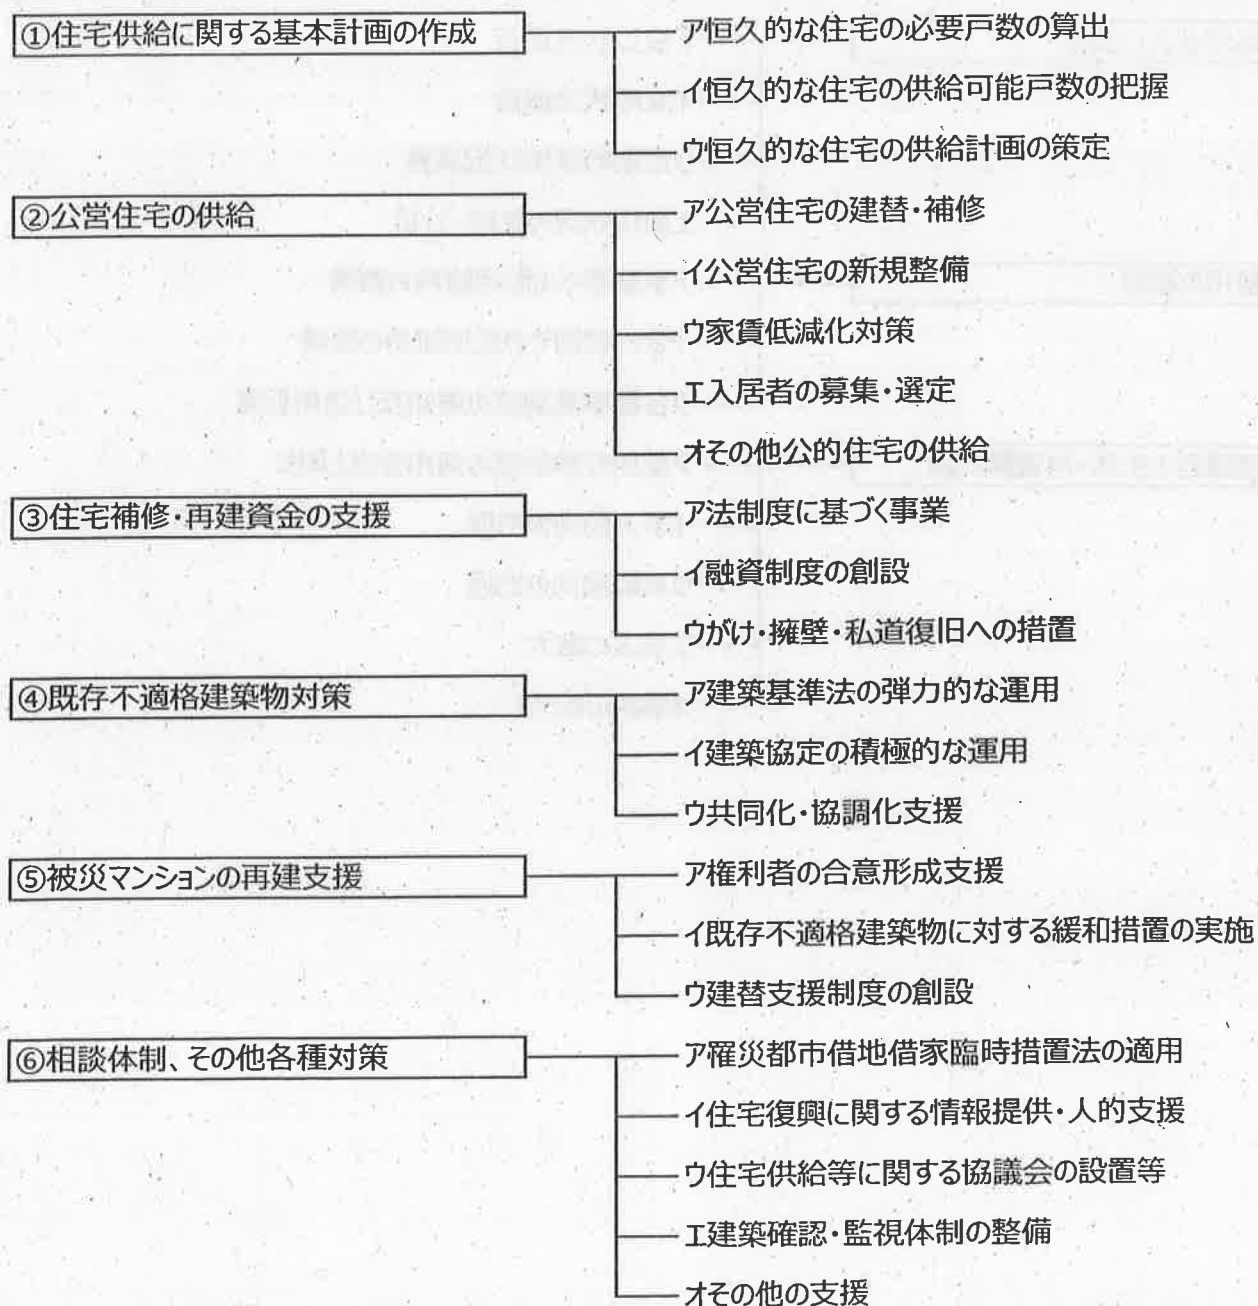 ①住宅供給に関する基本計画の作成
ア恒久的な住宅の必要戸数の算出
イ恒久的な住宅の供給可能戸数の把握
ウ恒久的な住宅の供給計画の策定
②公営住宅の供給
ア公営住宅の建替・補修
イ公営住宅の新規整備
ウ家賃低減化対策
エ入居者の募集・選定
オその他公的住宅の供給
③住宅補修・再建資金の支援
ア法制度に基づく事業
イ融資制度の創設
ウがけ・擁壁・私道復旧への措置
④既存不適格建築物対策
ア建築基準法の弾力的な運用
イ建築協定の積極的な運用
ウ共同化・協調化支援
⑤被災マンションの再建支援
ア権利者の合意形成支援
イ既存不適格建築物に対する緩和措置の実施
ウ建替支援制度の創設
⑥相談体制、その他各種対策
ア罹災都市借地借家臨時措置法の適用
イ住宅復興に関する情報提供・人的支援
ウ住宅供給等に関する協議会の設置等
エ建築確認・監視体制の整備
オその他の支援